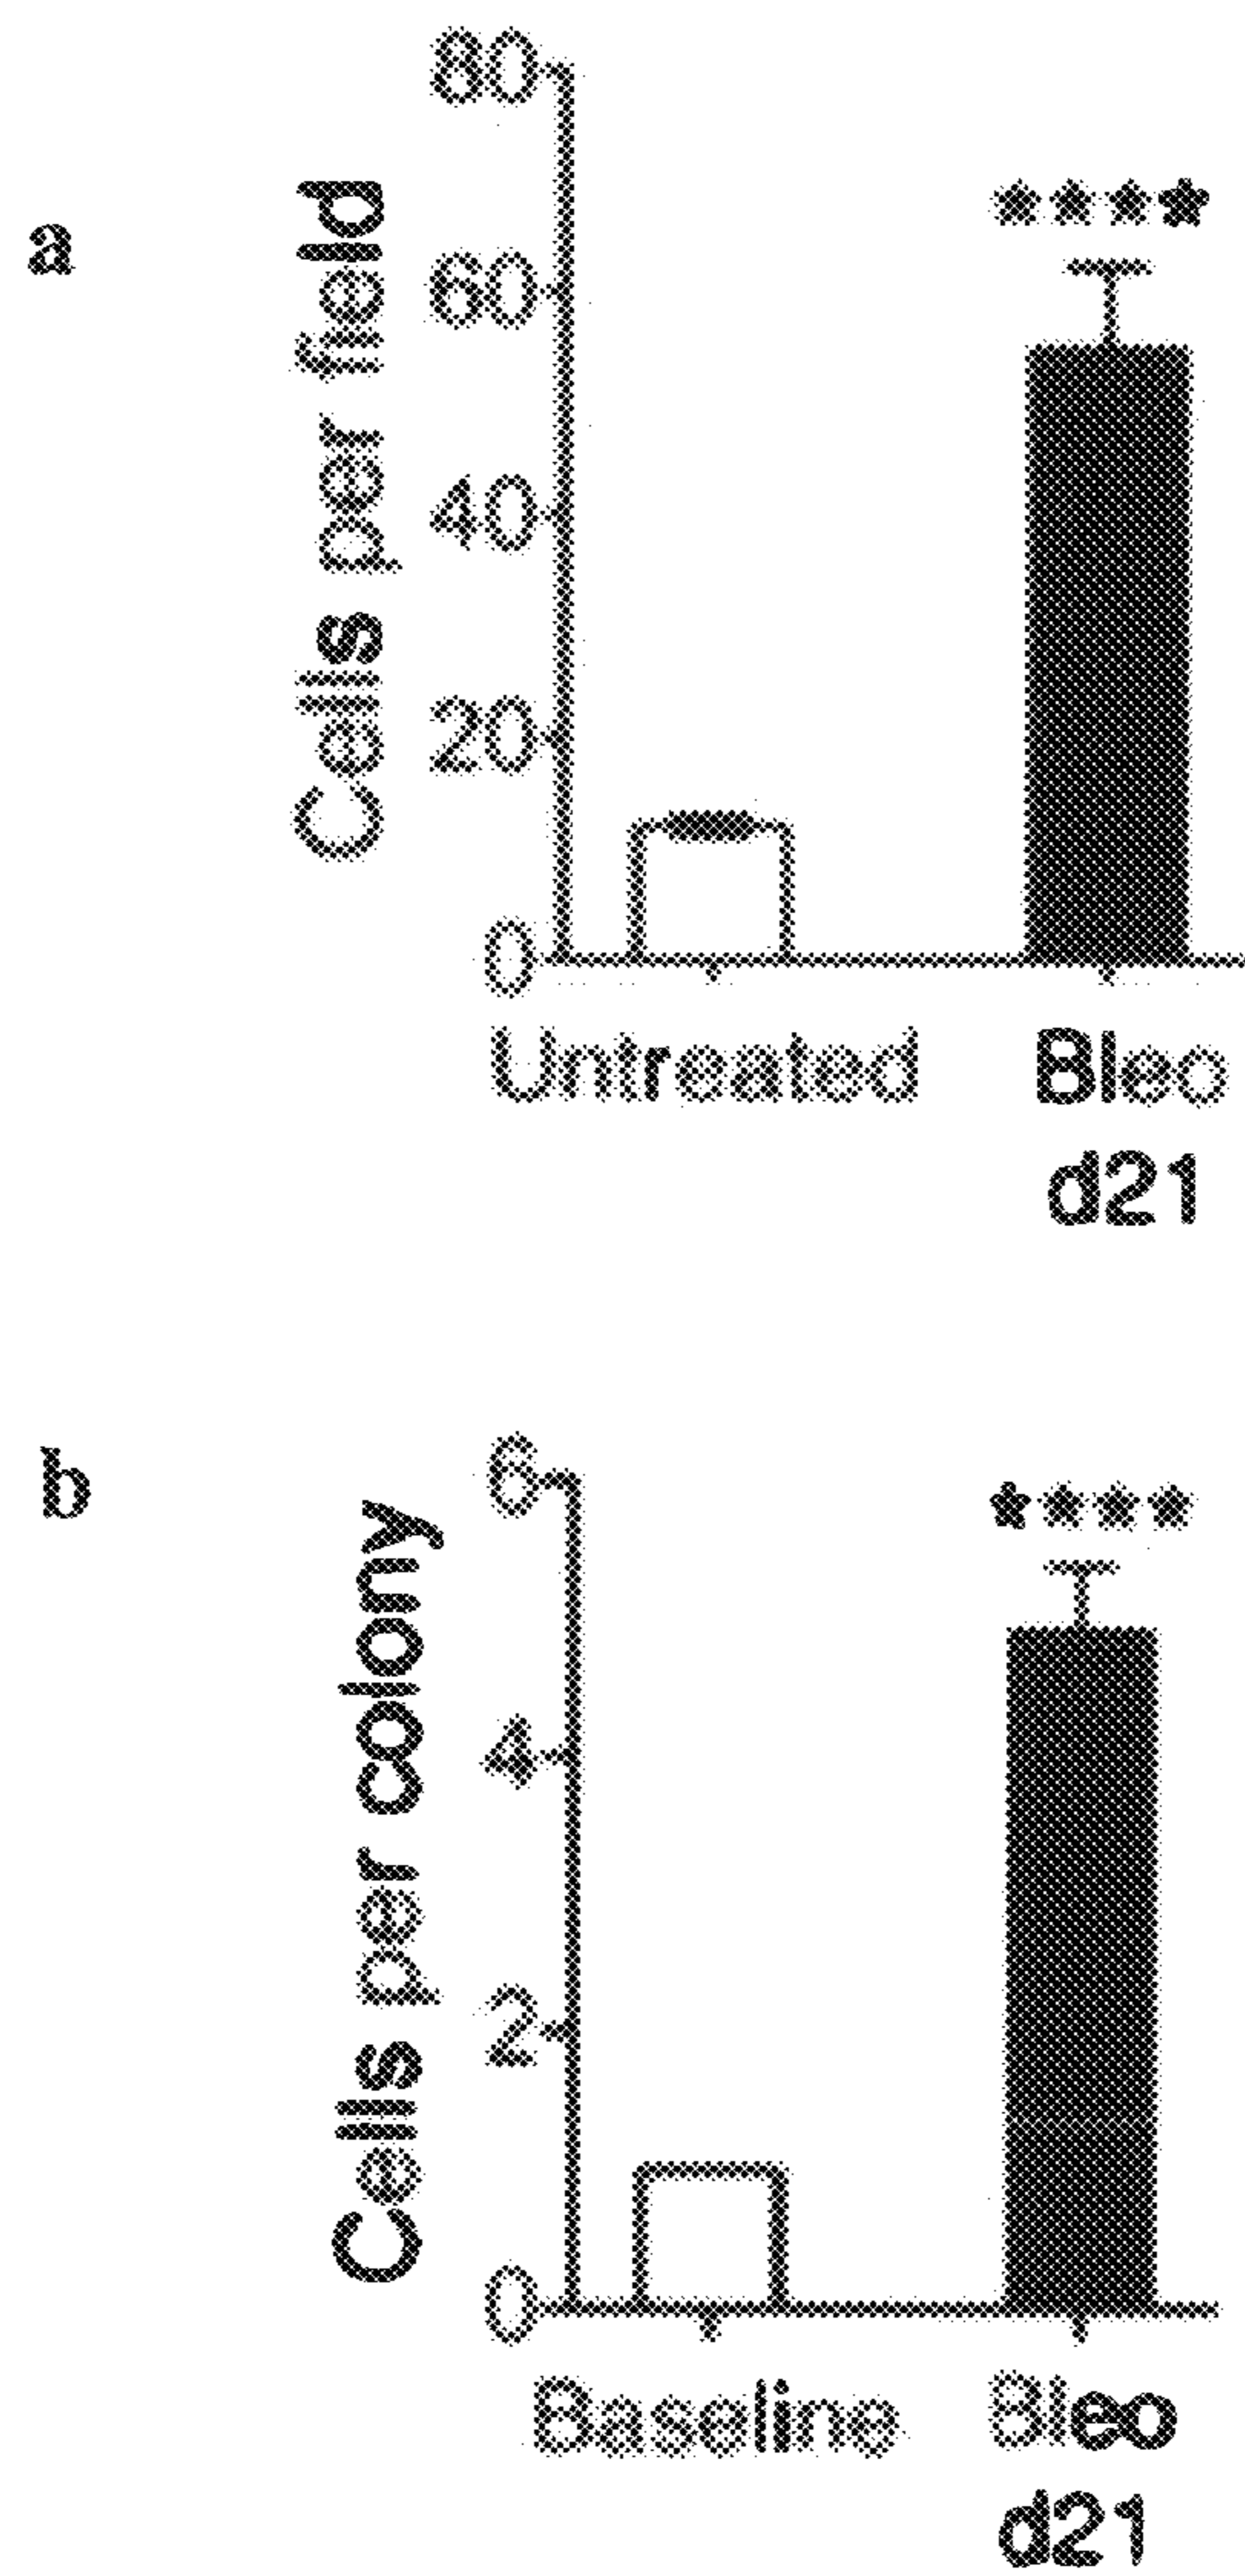 a
Cells per field
80
60
40
20
0
****
Untreated
Bleo
d21
b
Cells per colony
6
4
2
0
****
Baseline
Bleo
d21